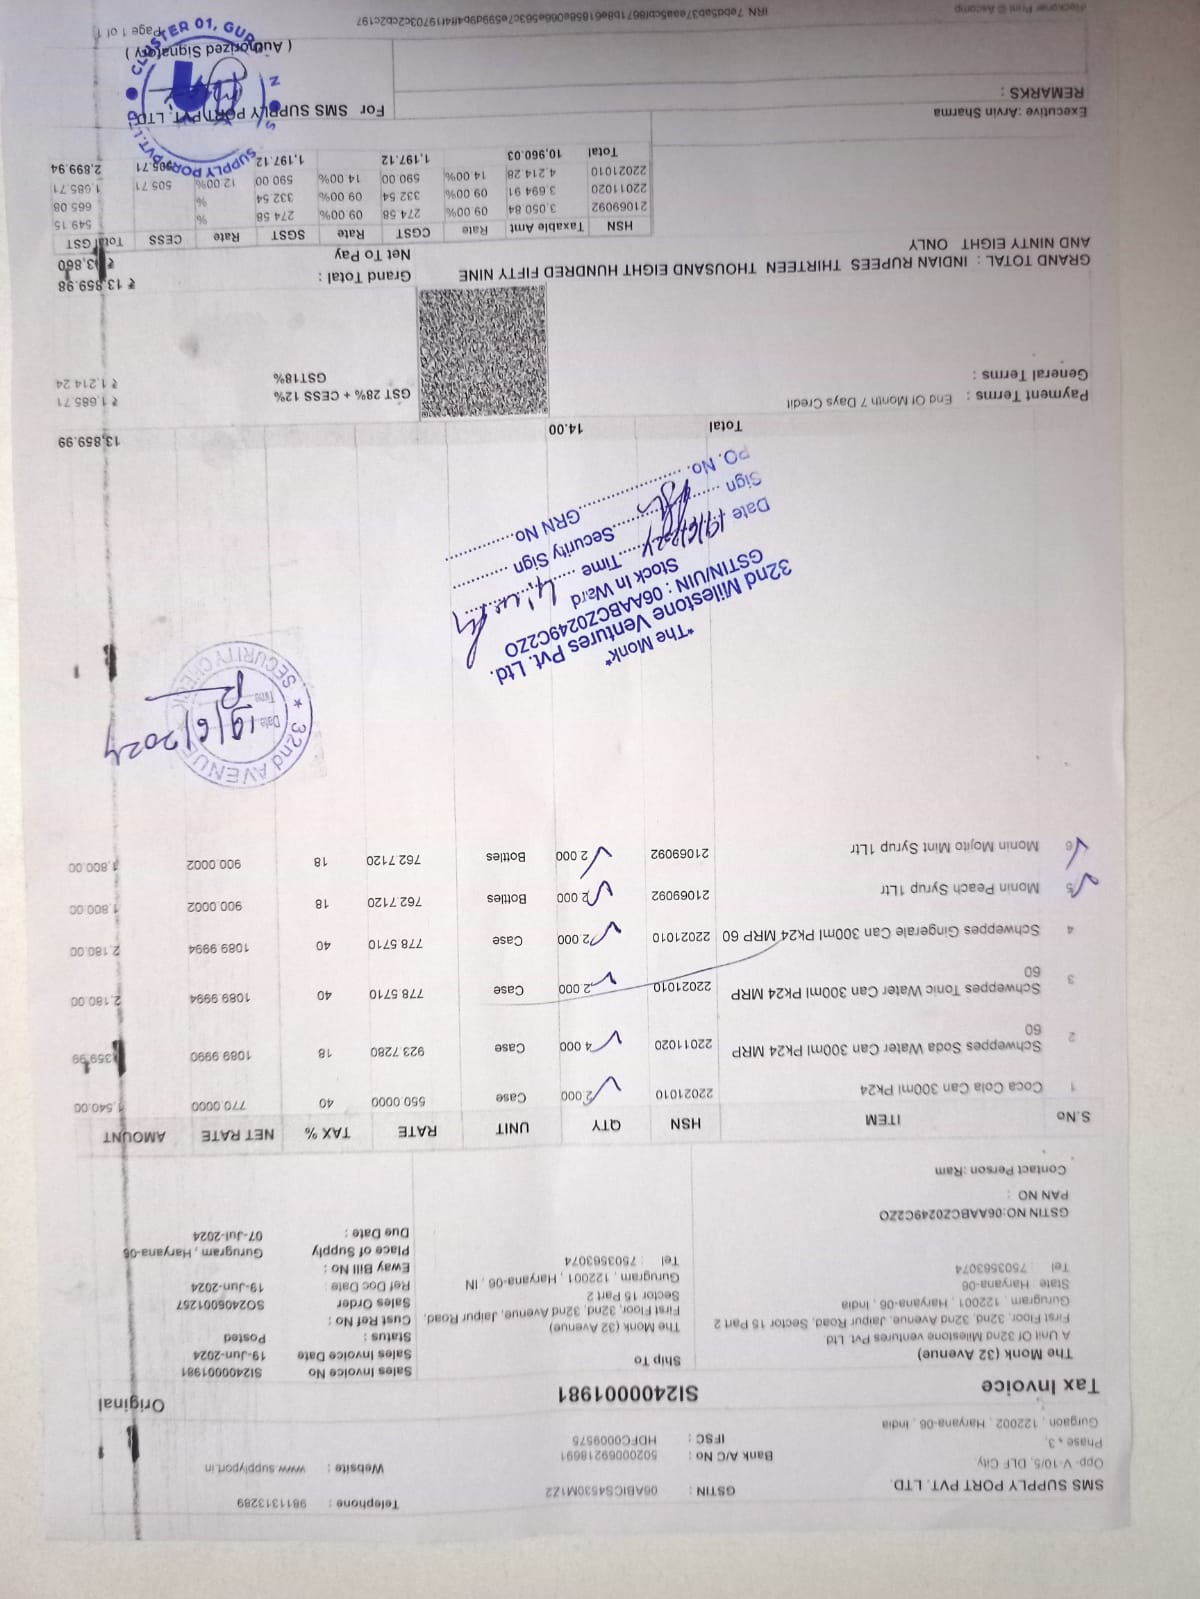 SMS SUPPLY PORT PVT. LTD.
Opp- V-10/5, DLF City,
Phase - 3,
Gurgaon , 122002 , Haryana-06 , India
GSTIN : 06ABICS4530M1Z2
Bank A/C No : 50200069218691
IFSC : HDFC0009575
Telephone : 9811313289
Website : www.supplyport.in
Tax Invoice
SI2400001981
Original
The Monk (32 Avenue)
A Unit Of 32nd Milestone ventures Pvt. Ltd.
First Floor, 32nd, 32nd Avenue, Jaipur Road, Sector 15 Part 2
Gurugram , 122001 , Haryana-06 , India
State Haryana-06
Tel : 7503563074
GSTIN NO:06AABCZ0249C2ZO
PAN NO :
Contact Person :Ram
Ship To
The Monk (32 Avenue)
First Floor, 32nd, 32nd Avenue, Jaipur Road,
Sector 15 Part 2
Gurugram , 122001 , Haryana-06 , IN
Tel : 7503563074
Sales Invoice No SI2400001981
Sales Invoice Date 19-Jun-2024
Status : Posted
Cust Ref No :
Sales Order SO2406001257
Ref Doc Date : 19-Jun-2024
Eway Bill No :
Place of Supply Gurugram , Haryana-06
Due Date : 07-Jul-2024
S.No ITEM HSN QTY UNIT RATE TAX % NET RATE AMOUNT
1 Coca Cola Can 300ml Pk24 22021010 2.000 Case 550.0000 40 770.0000 1,540.00
2 Schweppes Soda Water Can 300ml Pk24 MRP 60 22011020 4.000 Case 923.7280 18 1089.9990 359.99
3 Schweppes Tonic Water Can 300ml Pk24 MRP 60 22021010 2.000 Case 778.5710 40 1089.9994 2,180.00
4 Schweppes Gingerale Can 300ml Pk24 MRP 60 22021010 2.000 Case 778.5710 40 1089.9994 2,180.00
5 Monin Peach Syrup 1Ltr 21069092 2.000 Bottles 762.7120 18 900.0002 1,800.00
6 Monin Mojito Mint Syrup 1Ltr 21069092 2.000 Bottles 762.7120 18 900.0002 1,800.00
32nd AVENUE
SECURITY CHECK
Date
19/6/2024
Time
"The Monk"
32nd Milestone Ventures Pvt. Ltd.
GSTIN/UIN : 06AABCZ0249C2ZO
Stock In Ward
Date 19/6/2024 Time
Sign Security Sign
PO. No. GRN No.
Total 14.00 13,859.99
Payment Terms : End Of Month 7 Days Credit
General Terms :
GST 28% + CESS 12% ₹ 1,685.71
GST18% ₹ 1,214.24
GRAND TOTAL : INDIAN RUPEES THIRTEEN THOUSAND EIGHT HUNDRED FIFTY NINE
AND NINTY EIGHT ONLY
Grand Total : ₹ 13,859.98
Net To Pay ₹ 13,860
HSN Taxable Amt Rate CGST Rate SGST Rate CESS Total GST
21069092 3,050.84 09.00% 274.58 09.00% 274.58 % 549.15
22011020 3,694.91 09.00% 332.54 09.00% 332.54 % 665.08
22021010 4,214.28 14.00% 590.00 14.00% 590.00 12.00% 505.71 1,685.71
Total 10,960.03 1,197.12 1,197.12 505.71 2,899.94
Executive :Arvin Sharma
REMARKS :
For SMS SUPPLY PORT PVT. LTD.
( Authorized Signatory )
CLUSTER 01, GUR
SUPPLY PORT PVT. LTD
Page 1 of 1